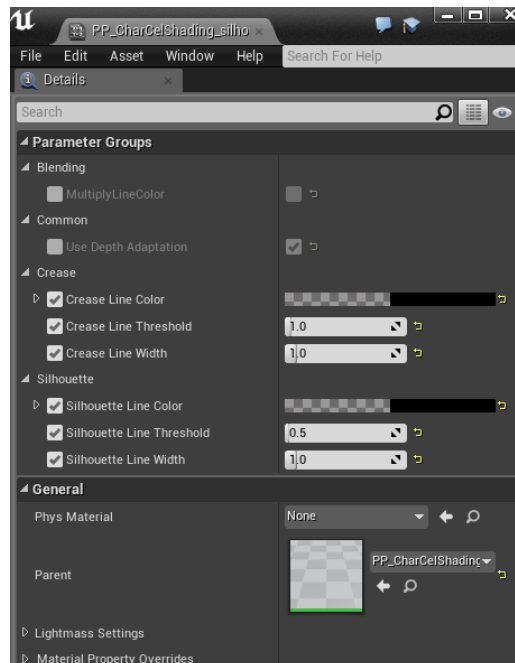 PP_CharCelShading_silho
File Edit Asset Window Help Search For Help
Details
Search
Parameter Groups
Blending
MultiplyLineColor
Common
Use Depth Adaptation
Crease
Crease Line Color
Crease Line Threshold 1.0
Crease Line Width 1.0
Silhouette
Silhouette Line Color
Silhouette Line Threshold 0.5
Silhouette Line Width 1.0
General
Phys Material None
Parent PP_CharCelShading
Lightmass Settings
Material Property Overrides